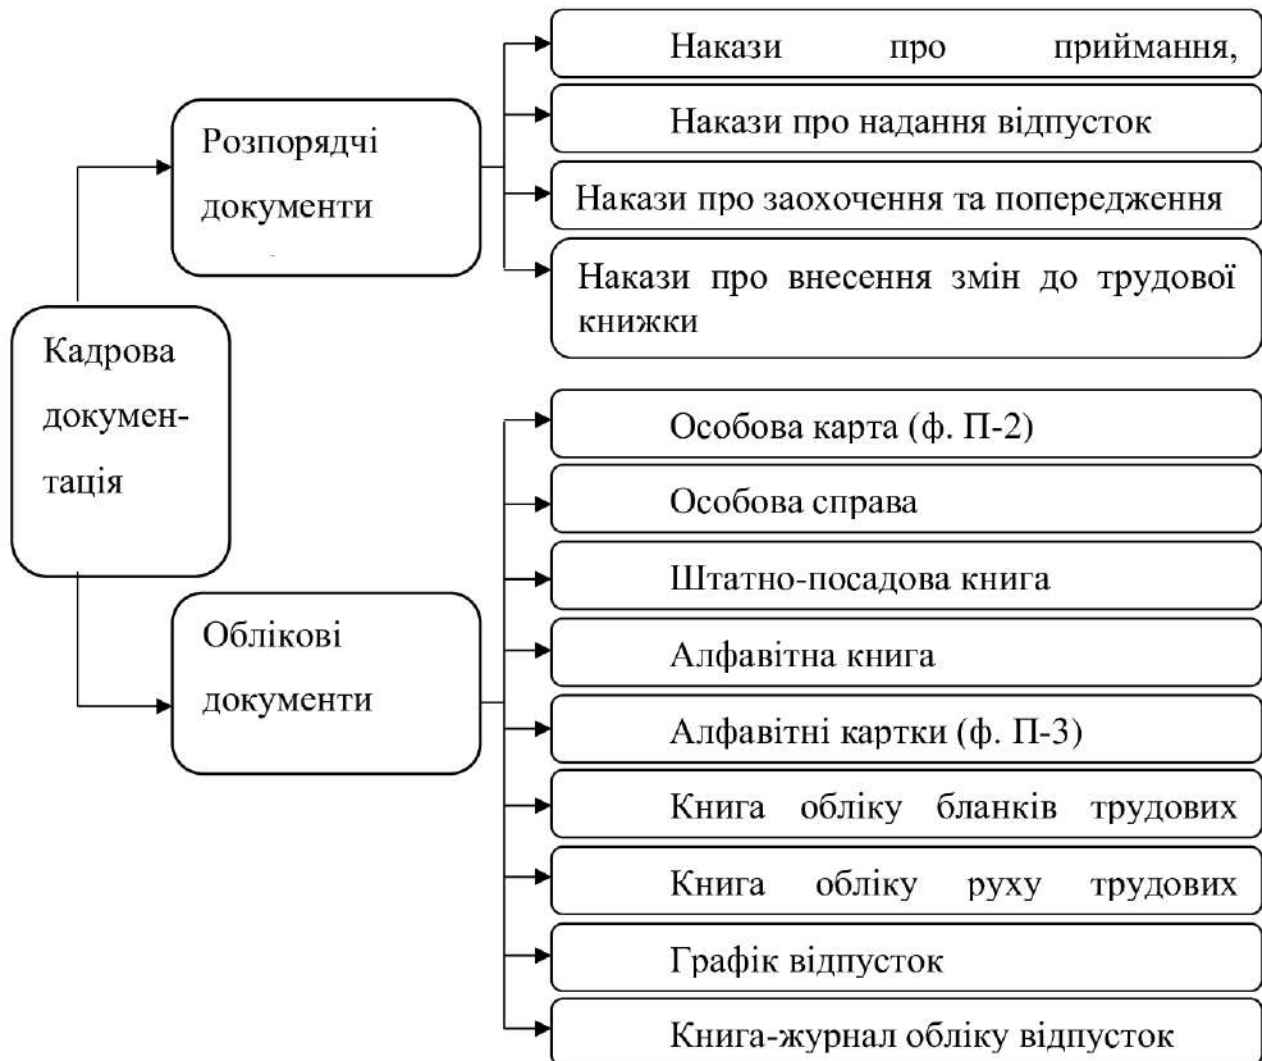 Кадрова
докумен-
тація
Розпорядчі
документи
Накази про приймання,
Накази про надання відпусток
Накази про заохочення та попередження
Накази про внесення змін до трудової
книжки
Облікові
документи
Особова карта (ф. П-2)
Особова справа
Штатно-посадова книга
Алфавітна книга
Алфавітні картки (ф. П-3)
Книга обліку бланків трудових
Книга обліку руху трудових
Графік відпусток
Книга-журнал обліку відпусток